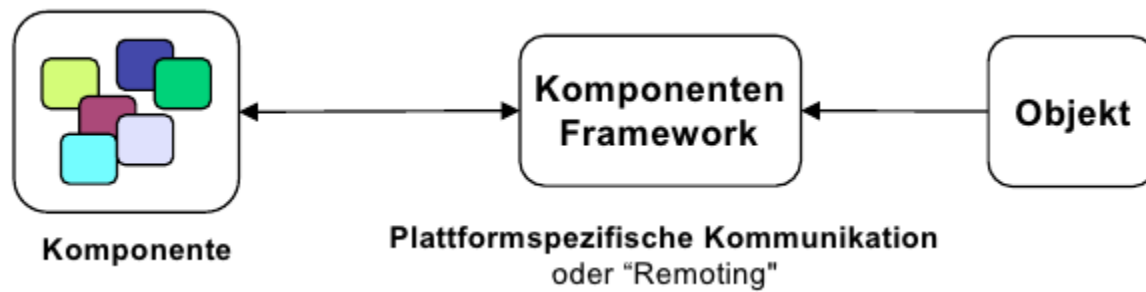 Komponenten
Framework
Objekt
Komponente
Plattformspezifische Kommunikation
oder “Remoting"